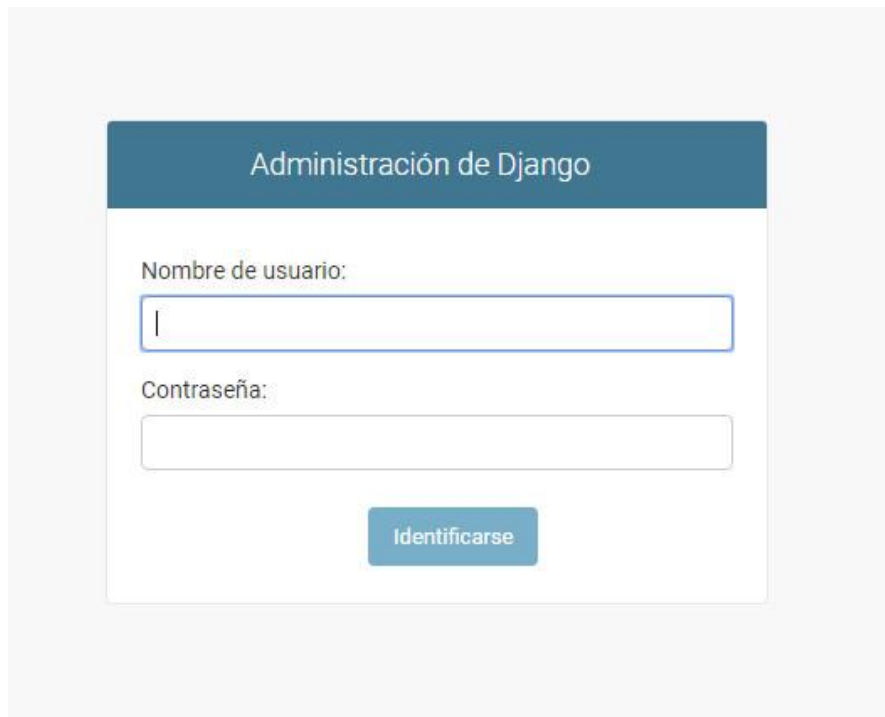 Administración de Django
Nombre de usuario:
Contraseña:
Identificarse